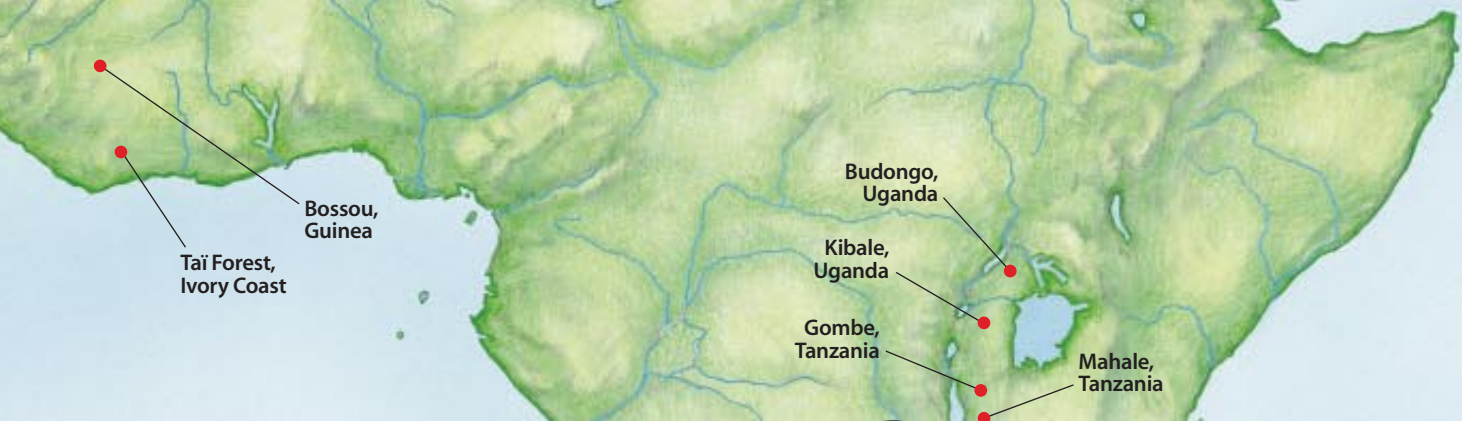 Bossou,
Guinea
Taï Forest,
Ivory Coast
Budongo,
Uganda
Kibale,
Uganda
Gombe,
Tanzania
Mahale,
Tanzania